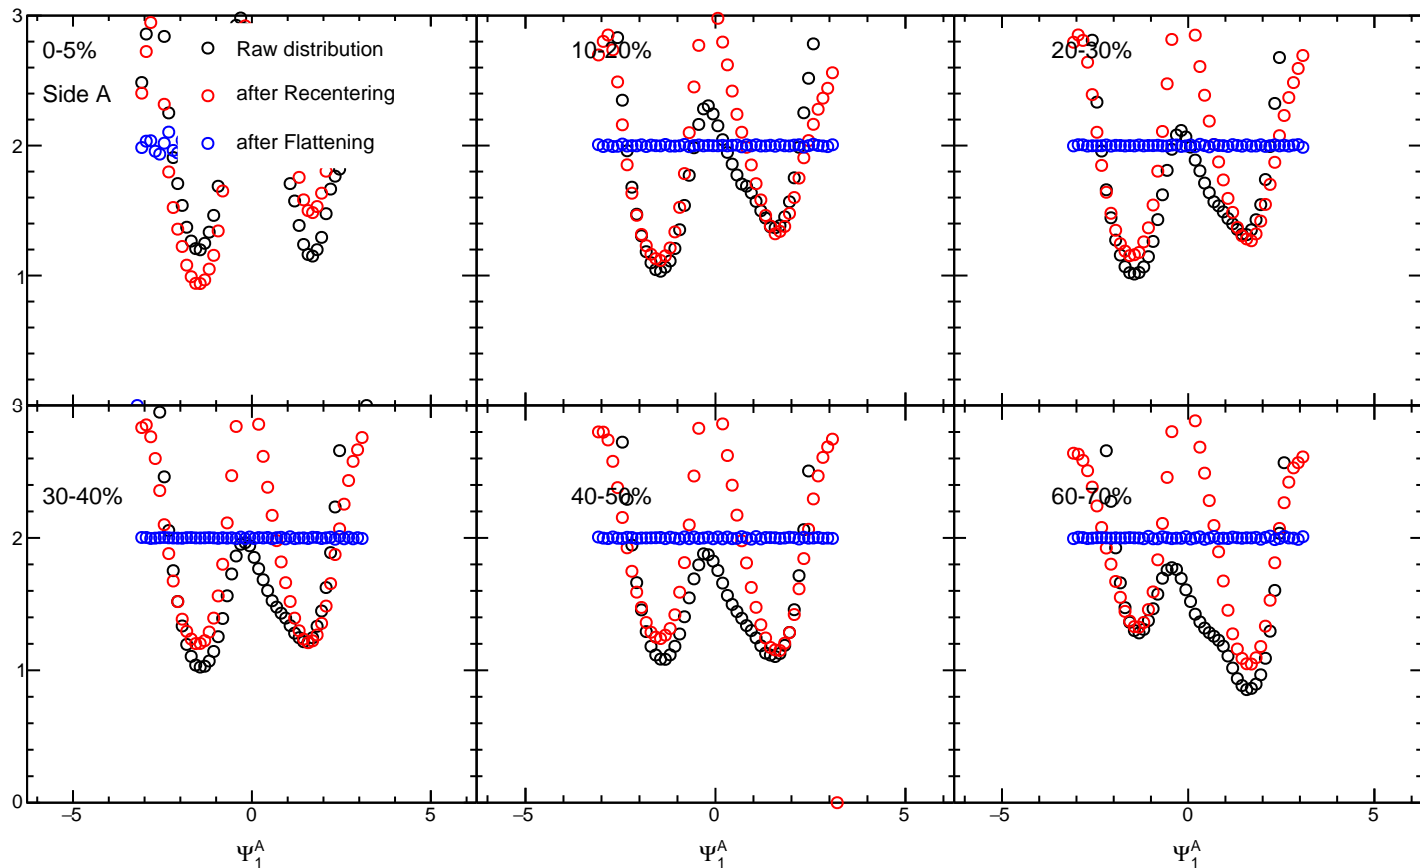 3
0-5%
Raw distribution
10-20%
20-30%
Side A
after Recentering
2
after Flattening
1
3
30-40%
40-50%
60-70%
2
1
0
−5 0 5
−5 0 5
−5 0 5
Ψ₁ᴬ
Ψ₁ᴬ
Ψ₁ᴬ